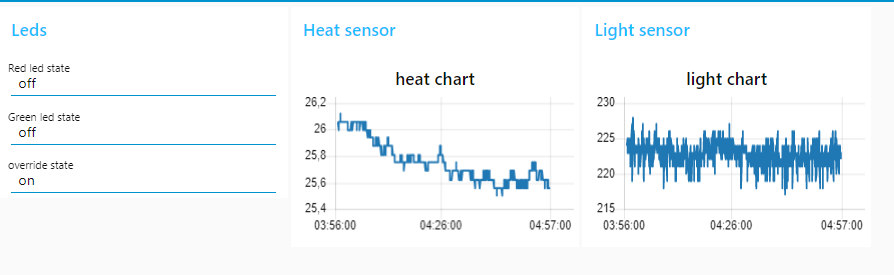 Leds
Red led state
off
Green led state
off
override state
on
Heat sensor
heat chart
26,2
26
25,8
25,6
25,4
03:56:00 04:26:00 04:57:00
Light sensor
light chart
230
225
220
215
03:56:00 04:26:00 04:57:00